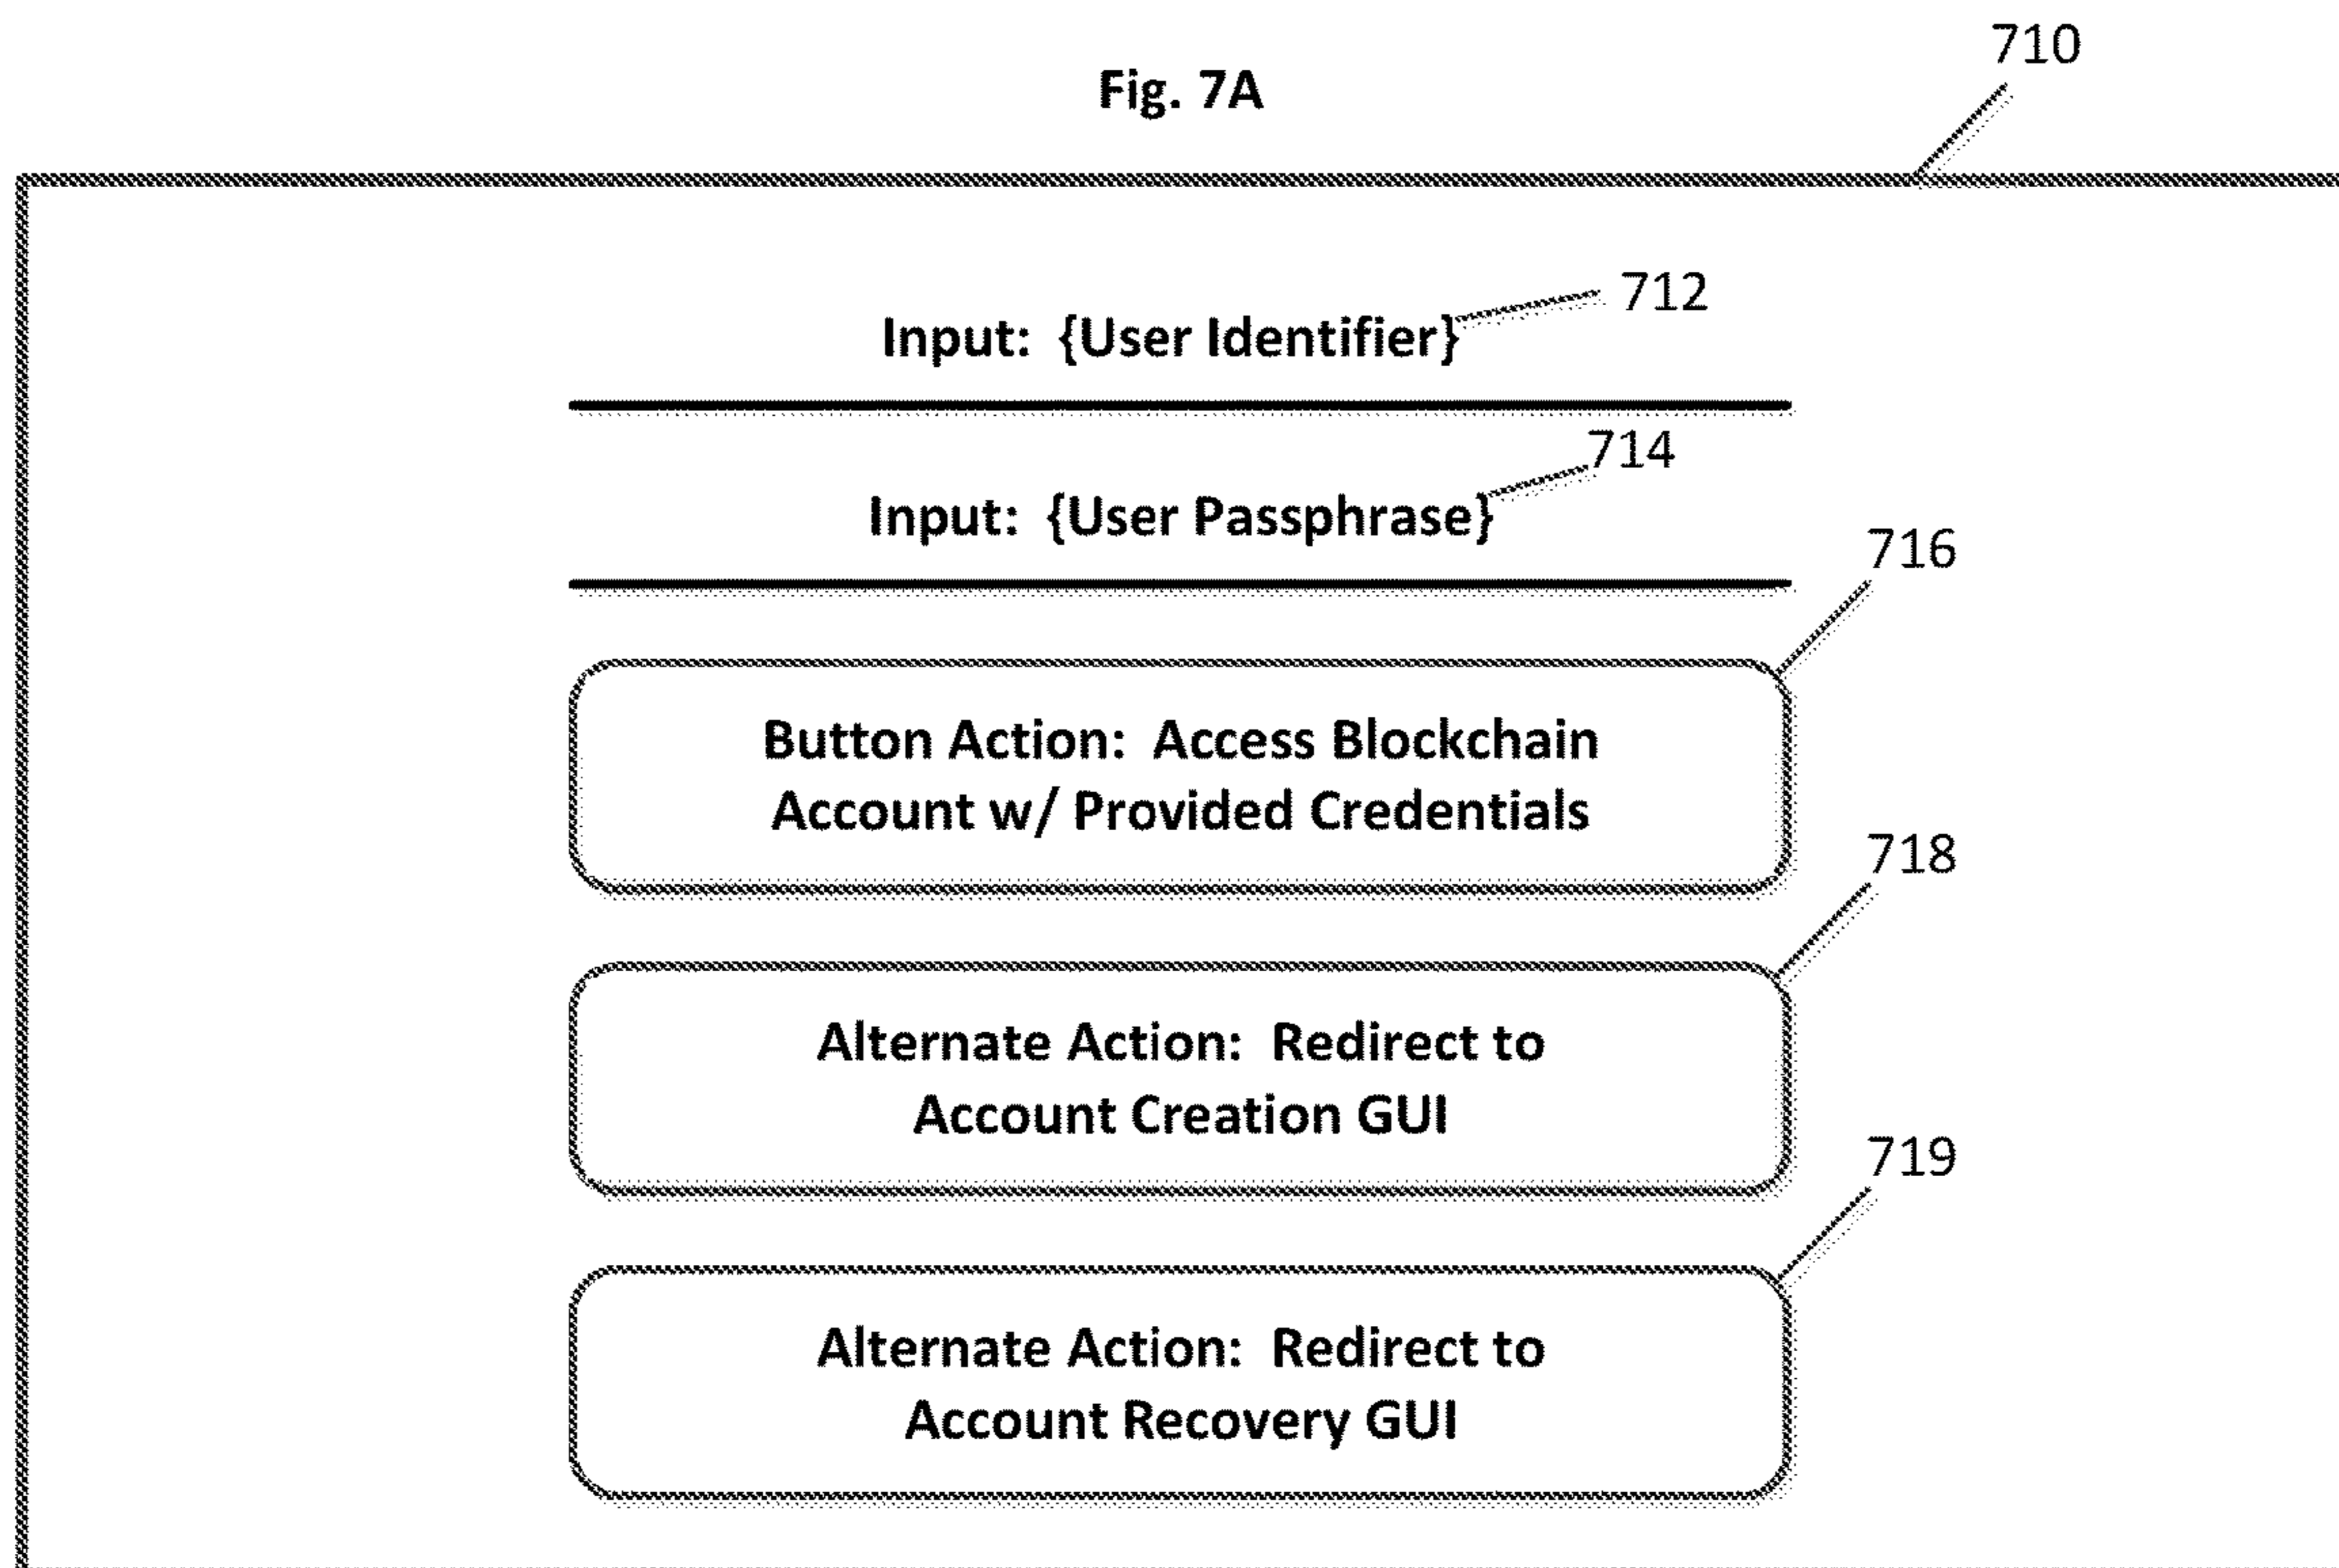 710
Fig. 7A
712
Input:  {User Identifier}
714
Input:  {User Passphrase}
716
Button Action:  Access Blockchain
Account w/ Provided Credentials
718
Alternate Action:  Redirect to
Account Creation GUI
719
Alternate Action:  Redirect to
Account Recovery GUI